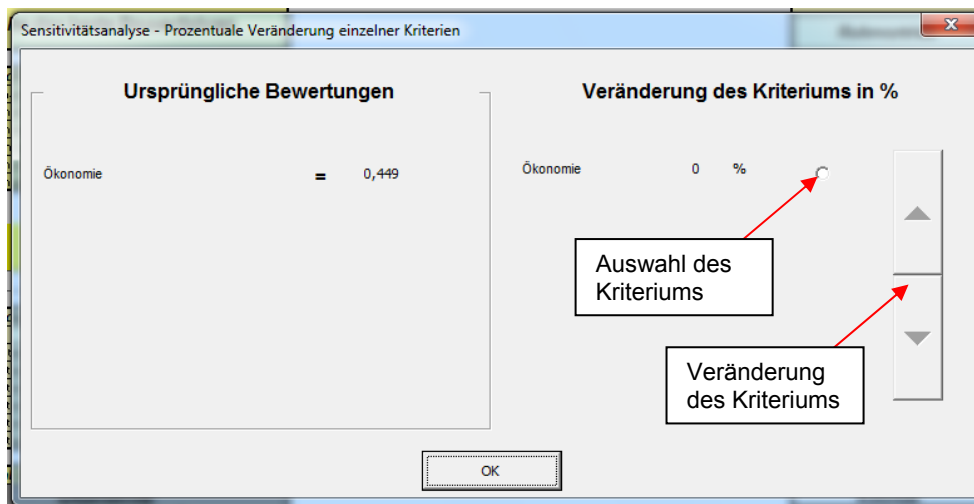 Sensitivitätsanalyse - Prozentuale Veränderung einzelner Kriterien
Ursprüngliche Bewertungen
Ökonomie = 0,449
Veränderung des Kriteriums in %
Ökonomie 0 %
Auswahl des
Kriteriums
Veränderung
des Kriteriums
OK